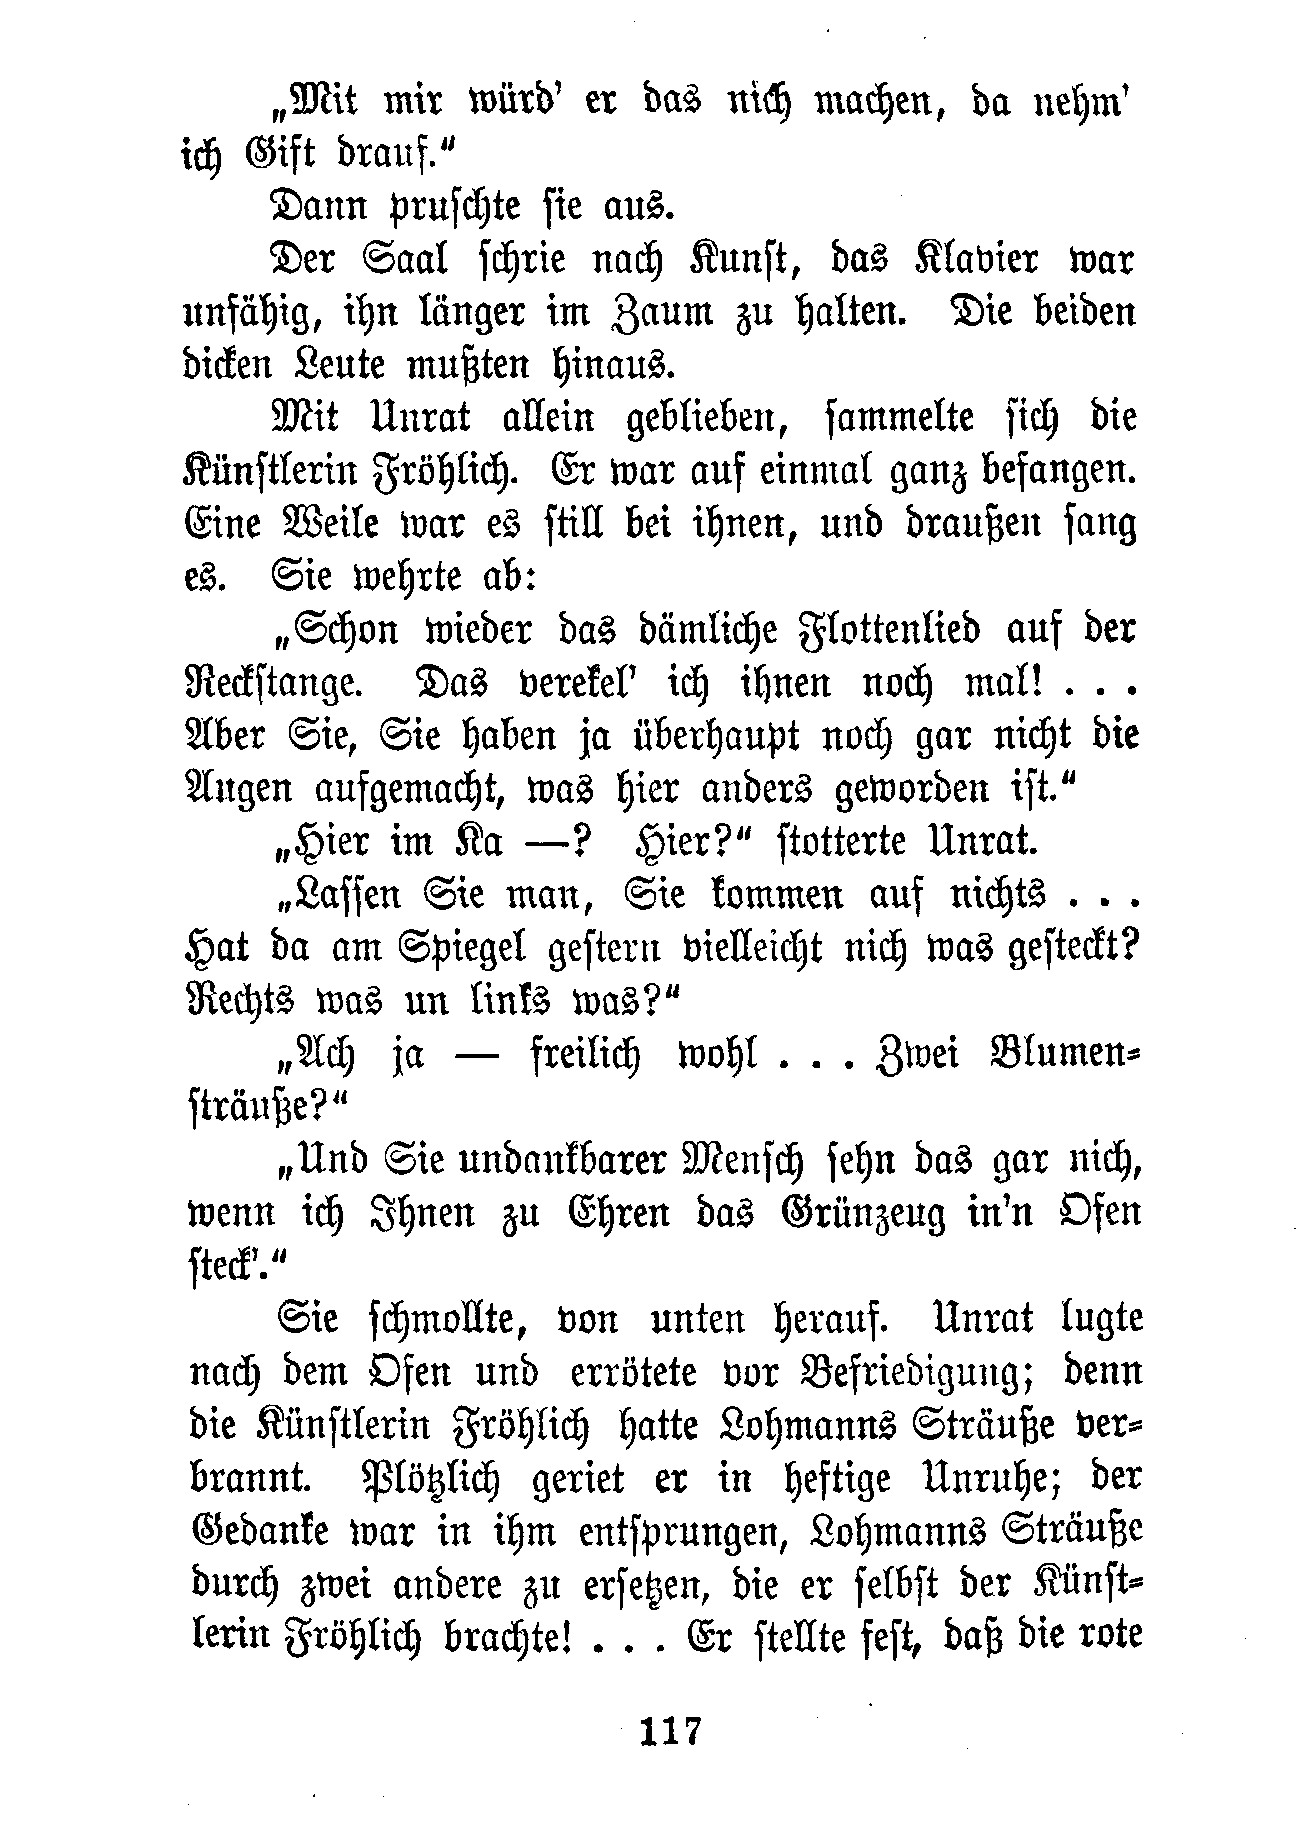 „Mit mir würd' er das nich machen, da nehm'
ich Gift drauf.“
Dann pruschte sie aus.
Der Saal schrie nach Kunst, das Klavier war
unfähig, ihn länger im Zaum zu halten. Die beiden
dicken Leute mußten hinaus.
Mit Unrat allein geblieben, sammelte sich die
Künstlerin Fröhlich. Er war auf einmal ganz befangen.
Eine Weile war es still bei ihnen, und draußen sang
es. Sie wehrte ab:
„Schon wieder das dämliche Flottenlied auf der
Reckstange. Das verekel' ich ihnen noch mal! . . .
Aber Sie, Sie haben ja überhaupt noch gar nicht die
Augen aufgemacht, was hier anders geworden ist.“
„Hier im Ka —? Hier?“ stotterte Unrat.
„Lassen Sie man, Sie kommen auf nichts . . .
Hat da am Spiegel gestern vielleicht nich was gesteckt?
Rechts was un links was?“
„Ach ja — freilich wohl . . . Zwei Blumen-
sträuße?“
„Und Sie undankbarer Mensch sehn das gar nich,
wenn ich Ihnen zu Ehren das Grünzeug in'n Ofen
steck'.“
Sie schmollte, von unten herauf. Unrat lugte
nach dem Ofen und errötete vor Befriedigung; denn
die Künstlerin Fröhlich hatte Lohmanns Sträuße ver-
brannt. Plötzlich geriet er in heftige Unruhe; der
Gedanke war in ihm entsprungen, Lohmanns Sträuße
durch zwei andere zu ersetzen, die er selbst der Künst-
lerin Fröhlich brachte! . . . Er stellte fest, daß die rote
117